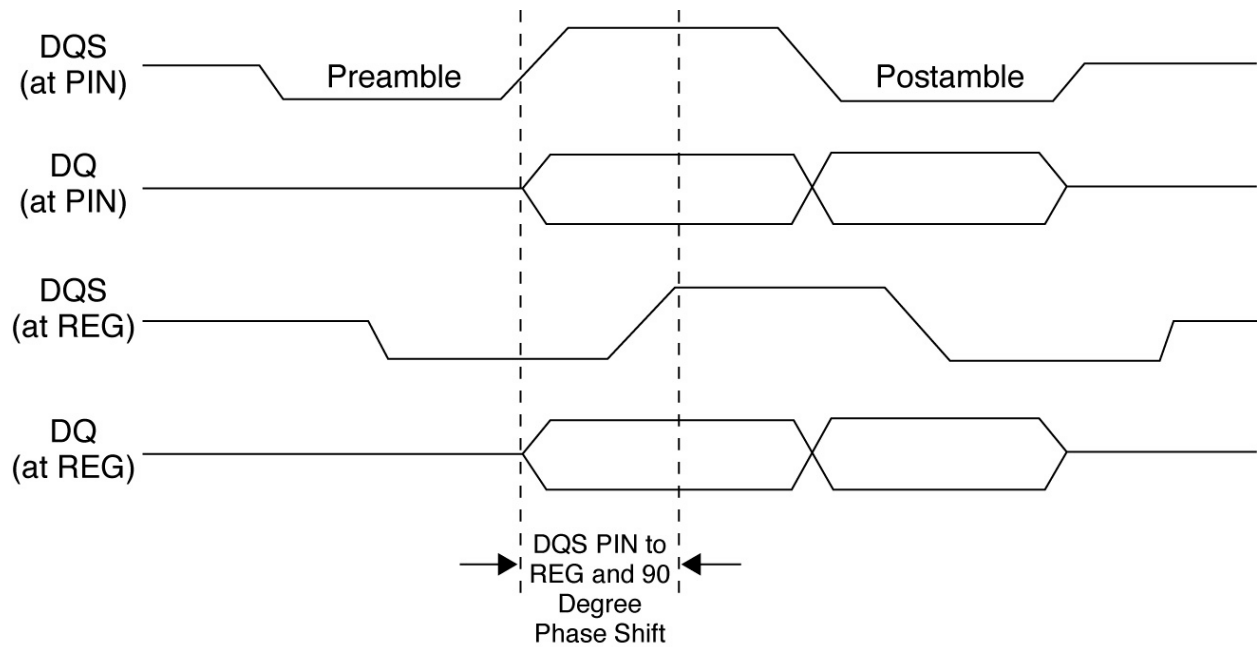 DQS
(at PIN)
Preamble
Postamble
DQ
(at PIN)
DQS
(at REG)
DQ
(at REG)
DQS PIN to
REG and 90
Degree
Phase Shift